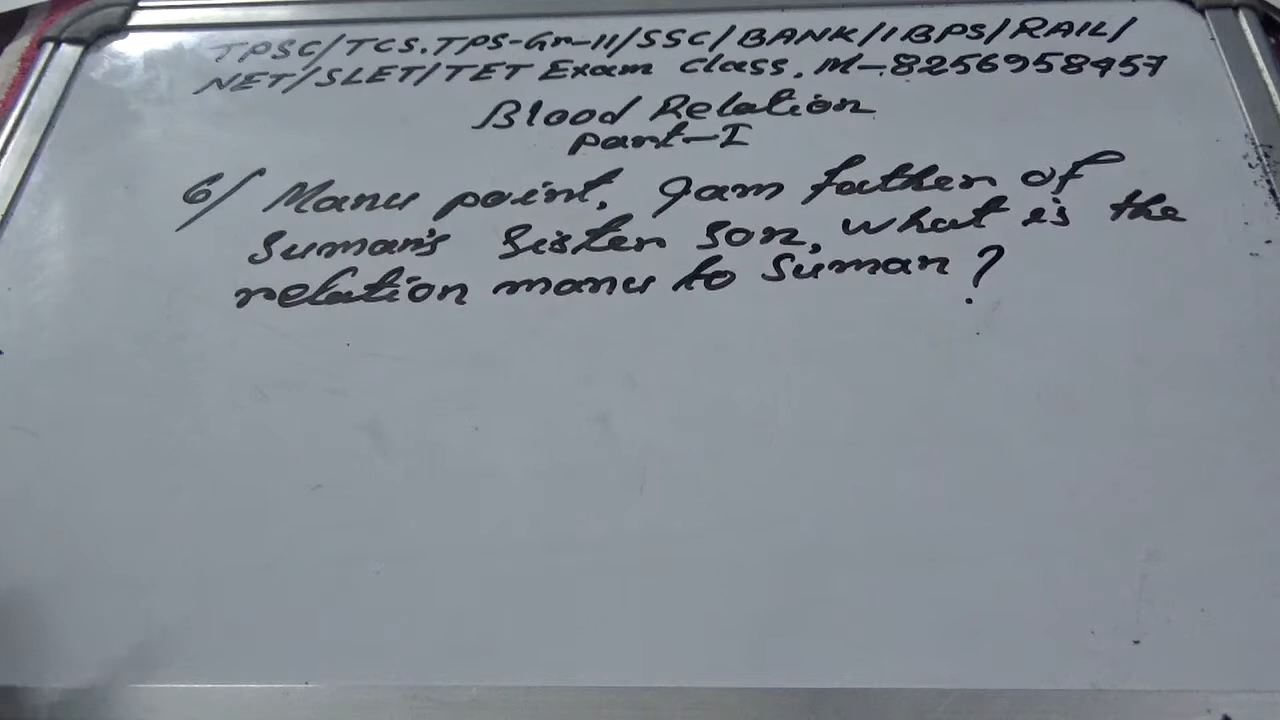 TPSC/TCS.TPS-Gr-II/SSC/BANK/IBPS/RAIL/
NET/SLET/TET Exam class. M-8256958457
Blood Relation
part-I
6/ Manu point, I am father of
Suman's Sister son, what is the
relation manu to Suman?